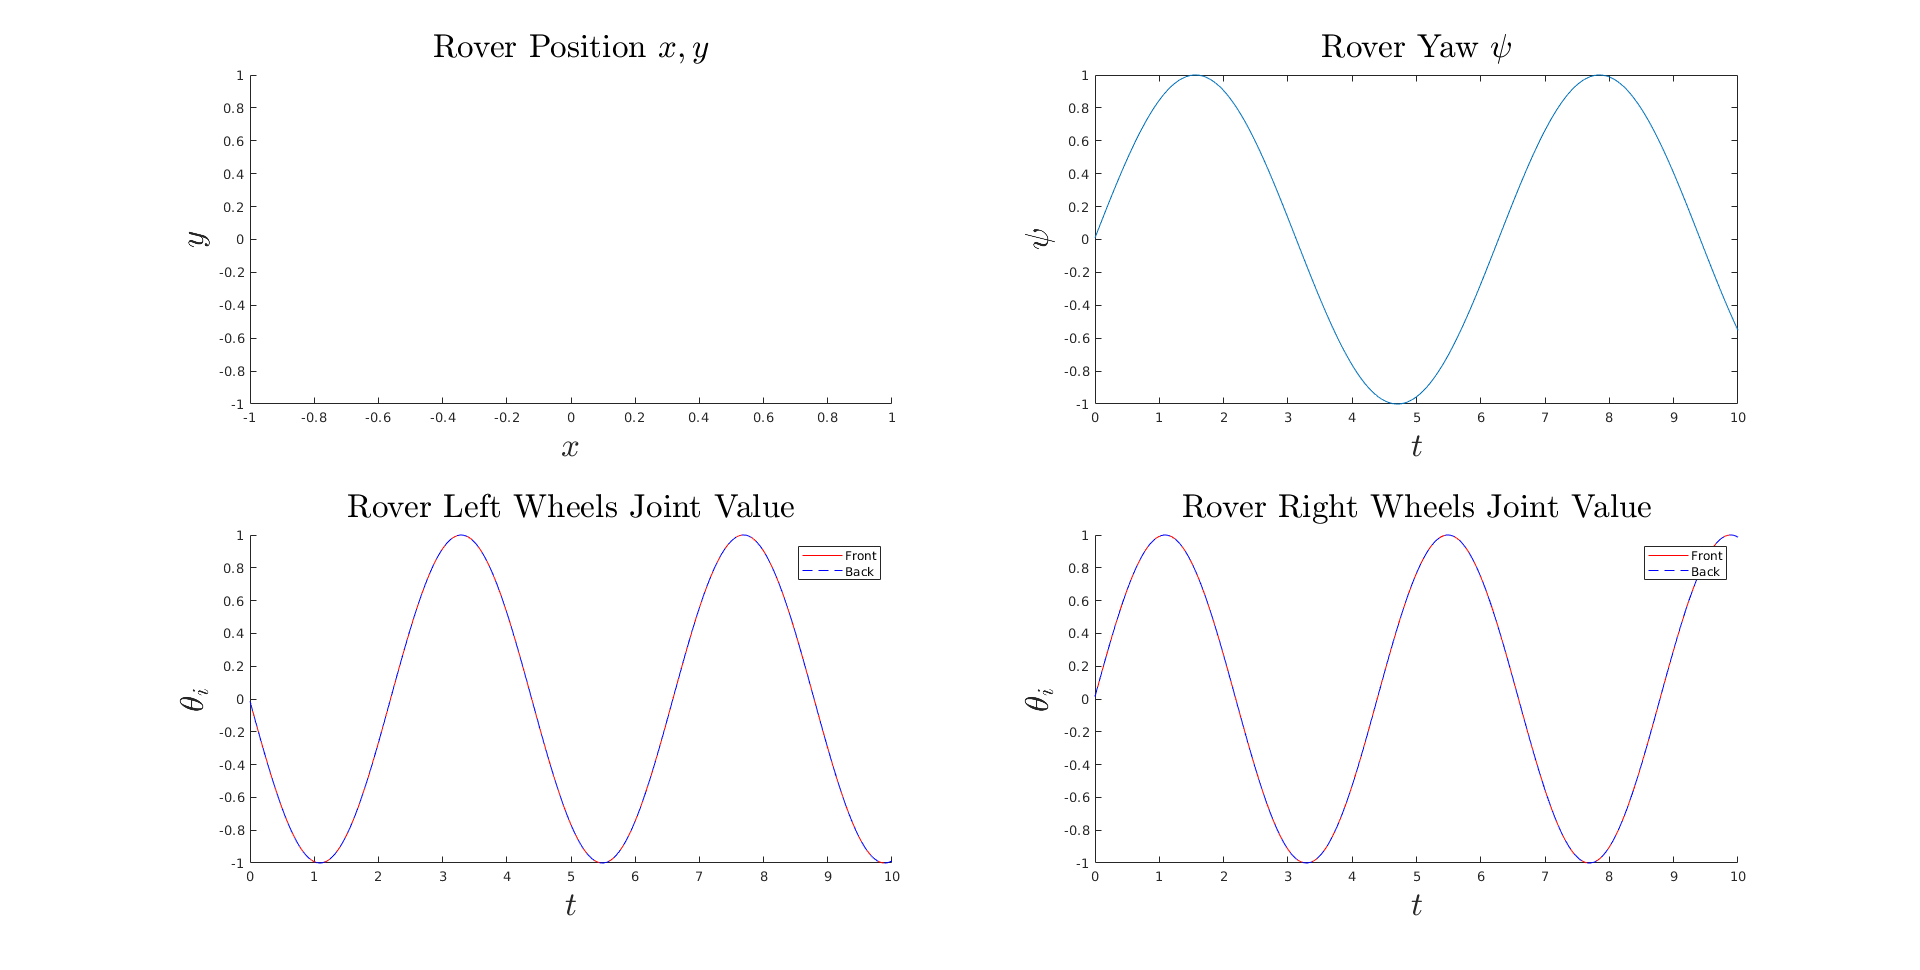 Rover Position x, y
1
0.8
0.6
0.4
0.2
0
-0.2
-0.4
-0.6
-0.8
-1
y
-1 -0.8 -0.6 -0.4 -0.2 0 0.2 0.4 0.6 0.8 1
x
Rover Yaw ψ
1
0.8
0.6
0.4
0.2
0
-0.2
-0.4
-0.6
-0.8
-1
ψ
0 1 2 3 4 5 6 7 8 9 10
t
Rover Left Wheels Joint Value
1
0.8
0.6
0.4
0.2
0
-0.2
-0.4
-0.6
-0.8
-1
θi
Front
Back
0 1 2 3 4 5 6 7 8 9 10
t
Rover Right Wheels Joint Value
1
0.8
0.6
0.4
0.2
0
-0.2
-0.4
-0.6
-0.8
-1
θi
Front
Back
0 1 2 3 4 5 6 7 8 9 10
t